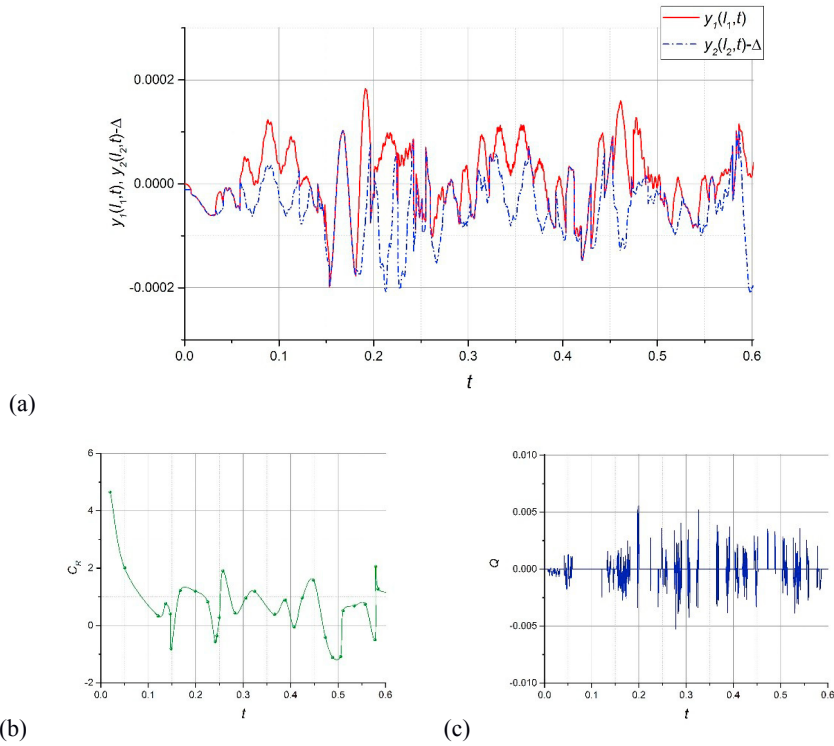 y₁(l₁,t)
y₂(l₂,t)-Δ
y₁(l₁,t), y₂(l₂,t)-Δ
0.0002
0.0000
-0.0002
0.0 0.1 0.2 0.3 0.4 0.5 0.6
t
(a)
6
4
2
0
-2
C_R
0.0 0.1 0.2 0.3 0.4 0.5 0.6
t
(b)
0.010
0.005
0.000
-0.005
-0.010
Q
0.0 0.1 0.2 0.3 0.4 0.5 0.6
t
(c)